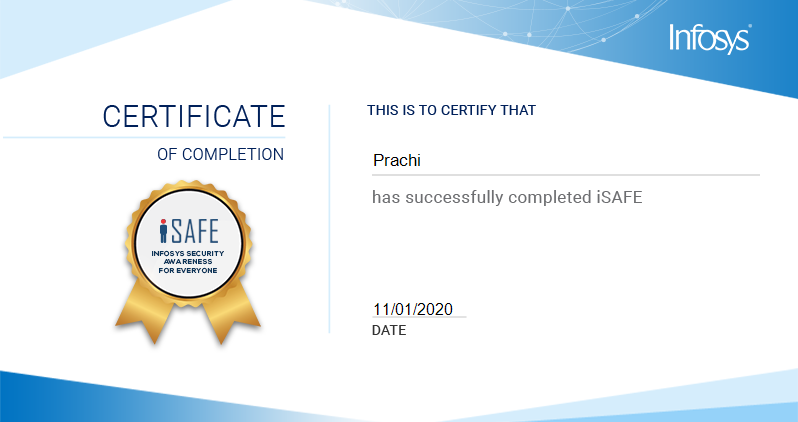 Infosys®
CERTIFICATE
OF COMPLETION
iSAFE
INFOSYS SECURITY
AWARENESS
FOR EVERYONE
THIS IS TO CERTIFY THAT
Prachi
has successfully completed iSAFE
11/01/2020
DATE